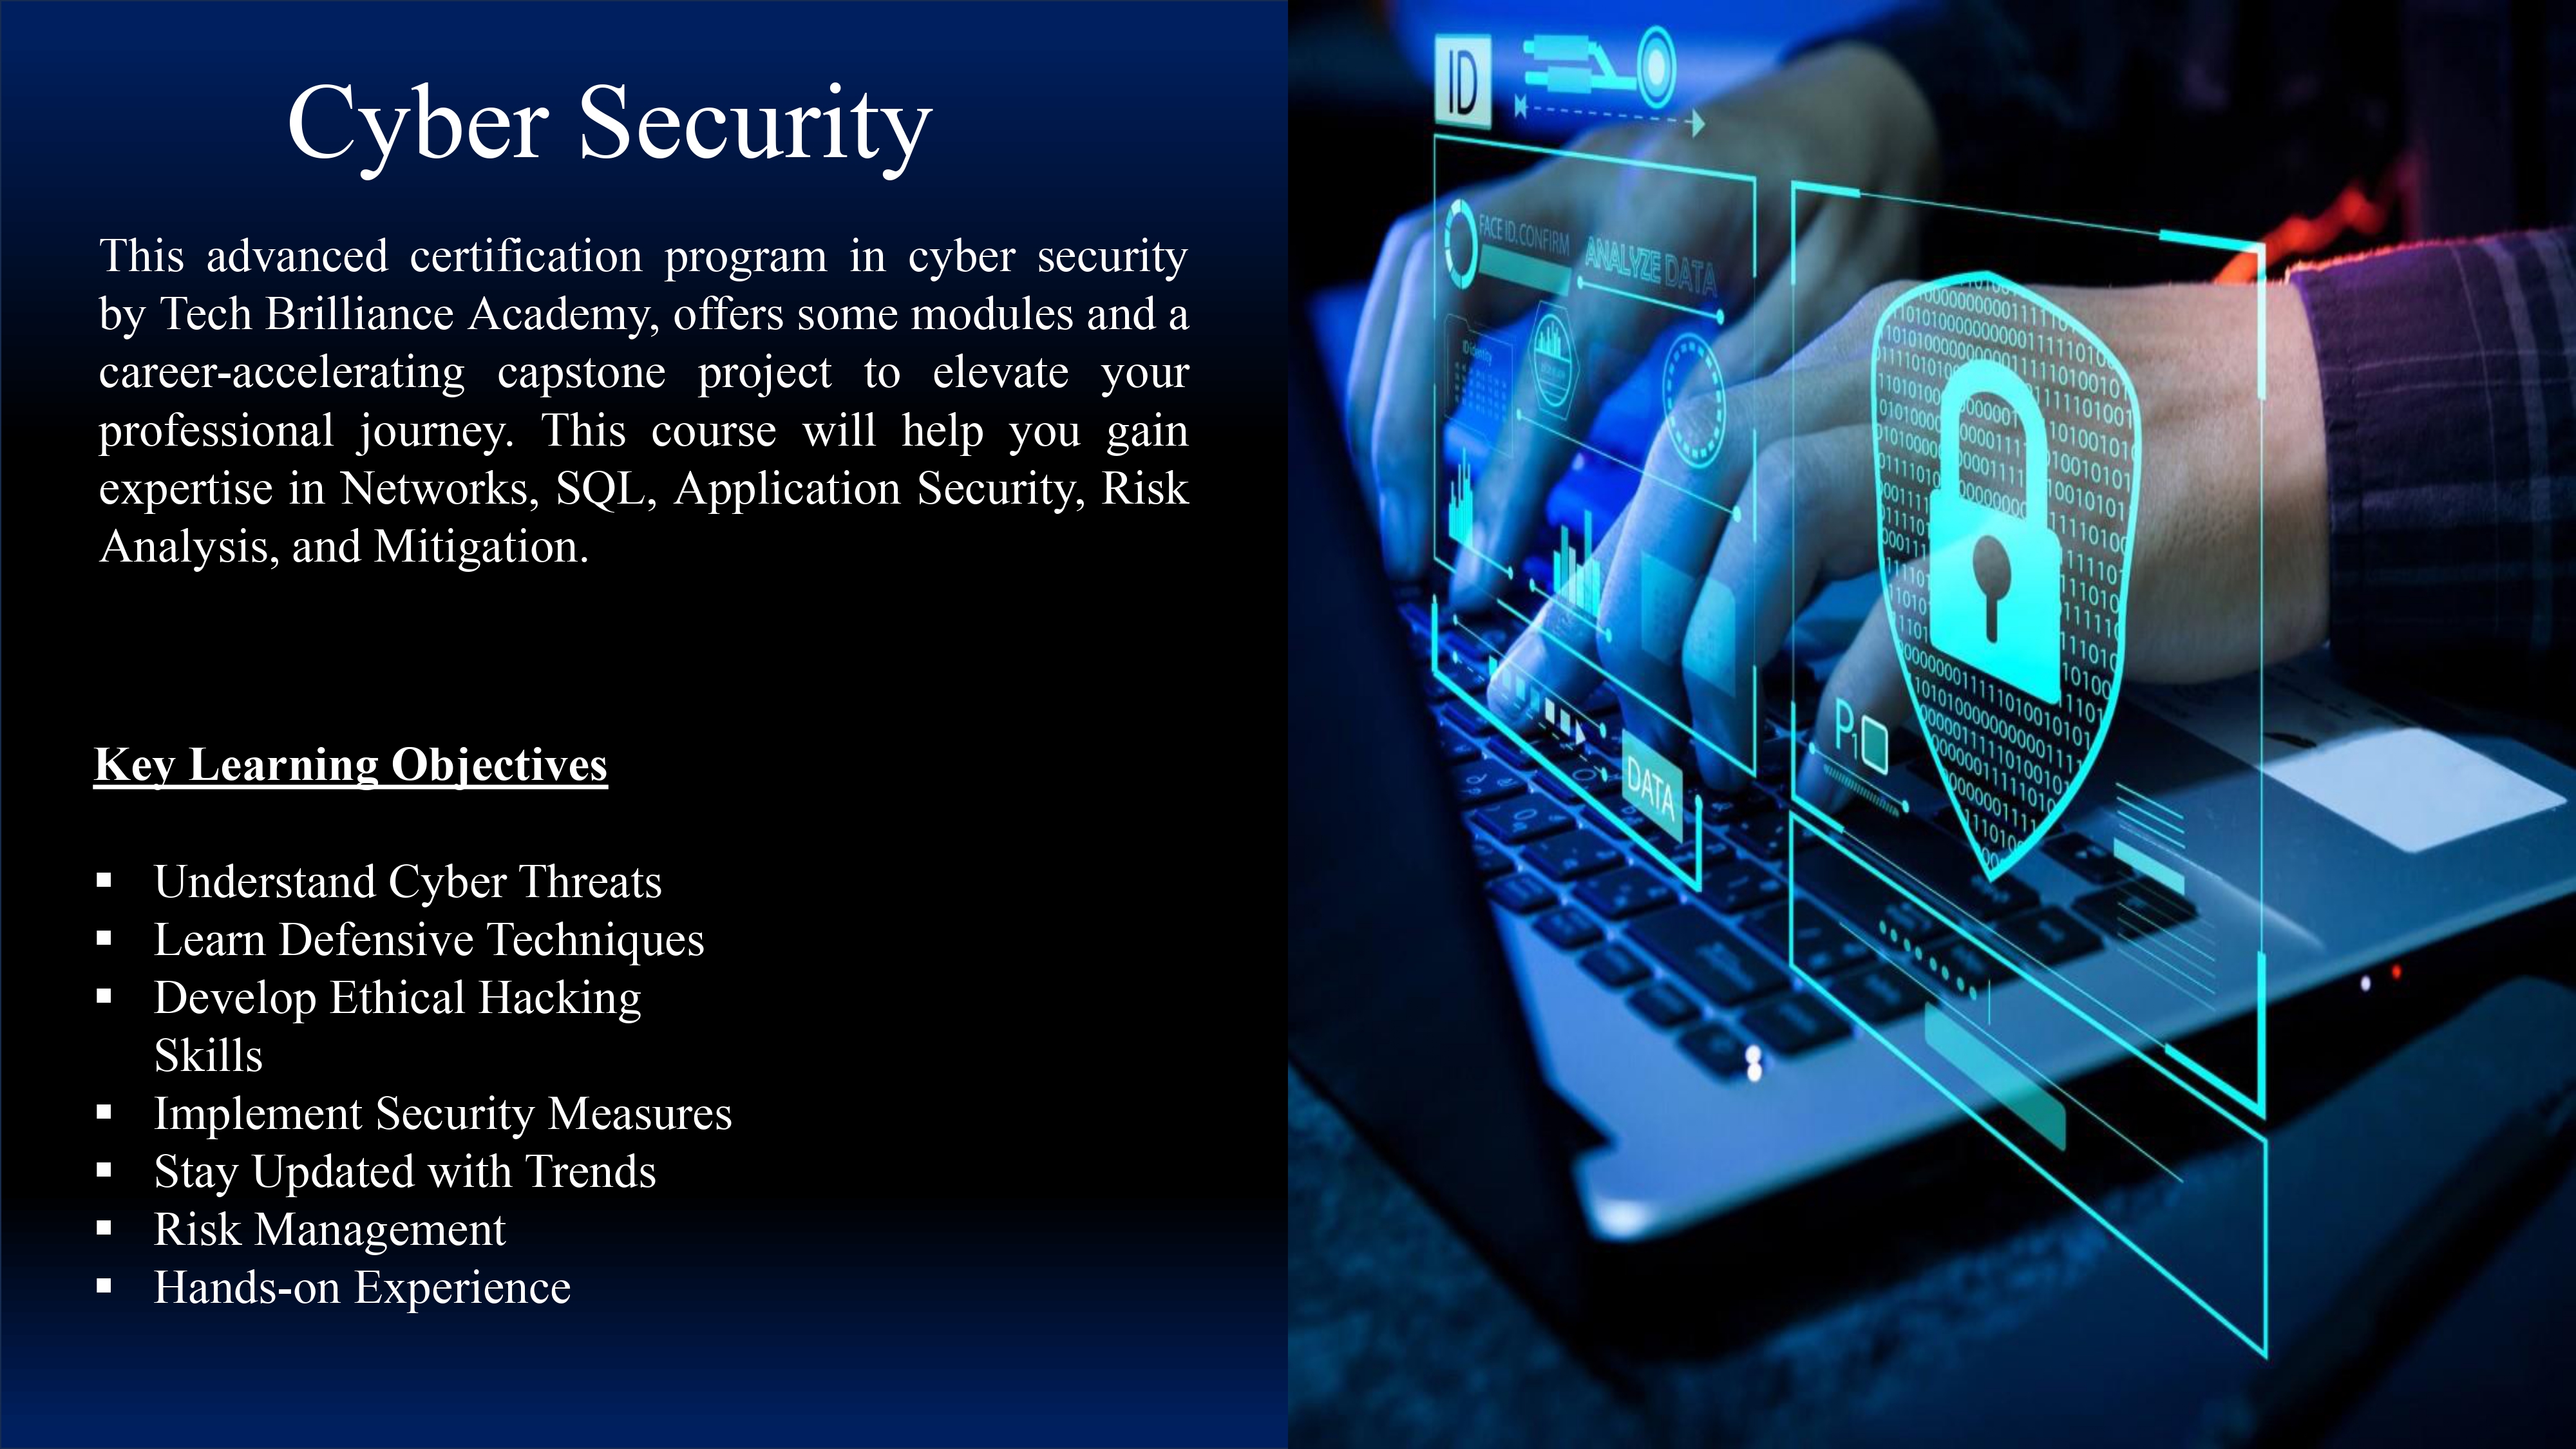 Cyber Security
This advanced certification program in cyber security
by Tech Brilliance Academy, offers some modules and a
career-accelerating capstone project to elevate your
professional journey. This course will help you gain
expertise in Networks, SQL, Application Security, Risk
Analysis, and Mitigation.
Key Learning Objectives
▪ Understand Cyber Threats
▪ Learn Defensive Techniques
▪ Develop Ethical Hacking
Skills
▪ Implement Security Measures
▪ Stay Updated with Trends
▪ Risk Management
▪ Hands-on Experience
ID
FACE ID.CONFIRM
ANALYZE DATA
ID Identity
DATA
P1